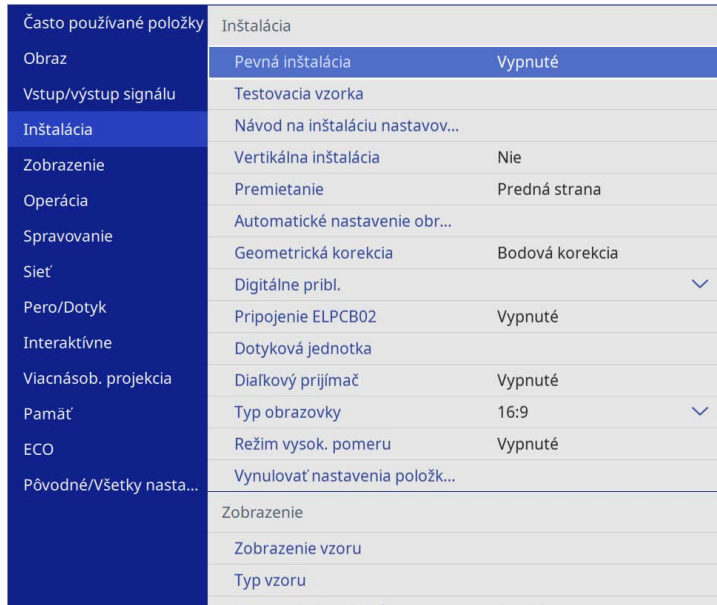 Často používané položky
Obraz
Vstup/výstup signálu
Inštalácia
Zobrazenie
Operácia
Spravovanie
Sieť
Pero/Dotyk
Interaktívne
Viacnásob. projekcia
Pamäť
ECO
Pôvodné/Všetky nasta...
Inštalácia
Pevná inštalácia Vypnuté
Testovacia vzorka
Návod na inštaláciu nastavov...
Vertikálna inštalácia Nie
Premietanie Predná strana
Automatické nastavenie obr...
Geometrická korekcia Bodová korekcia
Digitálne pribl.
Pripojenie ELPCB02 Vypnuté
Dotyková jednotka
Diaľkový prijímač Vypnuté
Typ obrazovky 16:9
Režim vysok. pomeru Vypnuté
Vynulovať nastavenia položk...
Zobrazenie
Zobrazenie vzoru
Typ vzoru